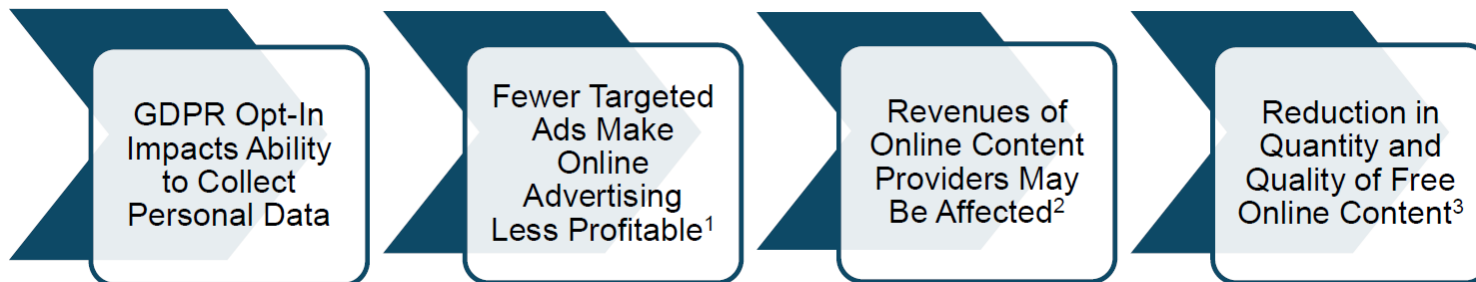 GDPR Opt-In
Impacts Ability
to Collect
Personal Data
Fewer Targeted
Ads Make
Online
Advertising
Less Profitable¹
Revenues of
Online Content
Providers May
Be Affected²
Reduction in
Quantity and
Quality of Free
Online Content³